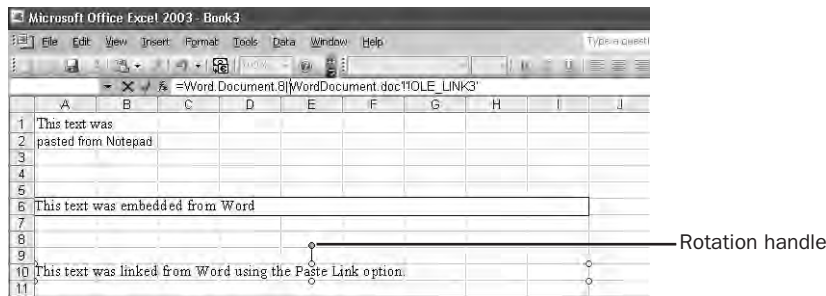 Microsoft Office Excel 2003 - Book3
File Edit View Insert Format Tools Data Window Help
=Word.Document.8|WordDocument.doc'!'!OLE_LINK3'
A B C D E F G H I J
1 This text was
2 pasted from Notepad
3
4
5
6 This text was embedded from Word
7
8
9
10 This text was linked from Word using the Paste Link option.
11
Rotation handle